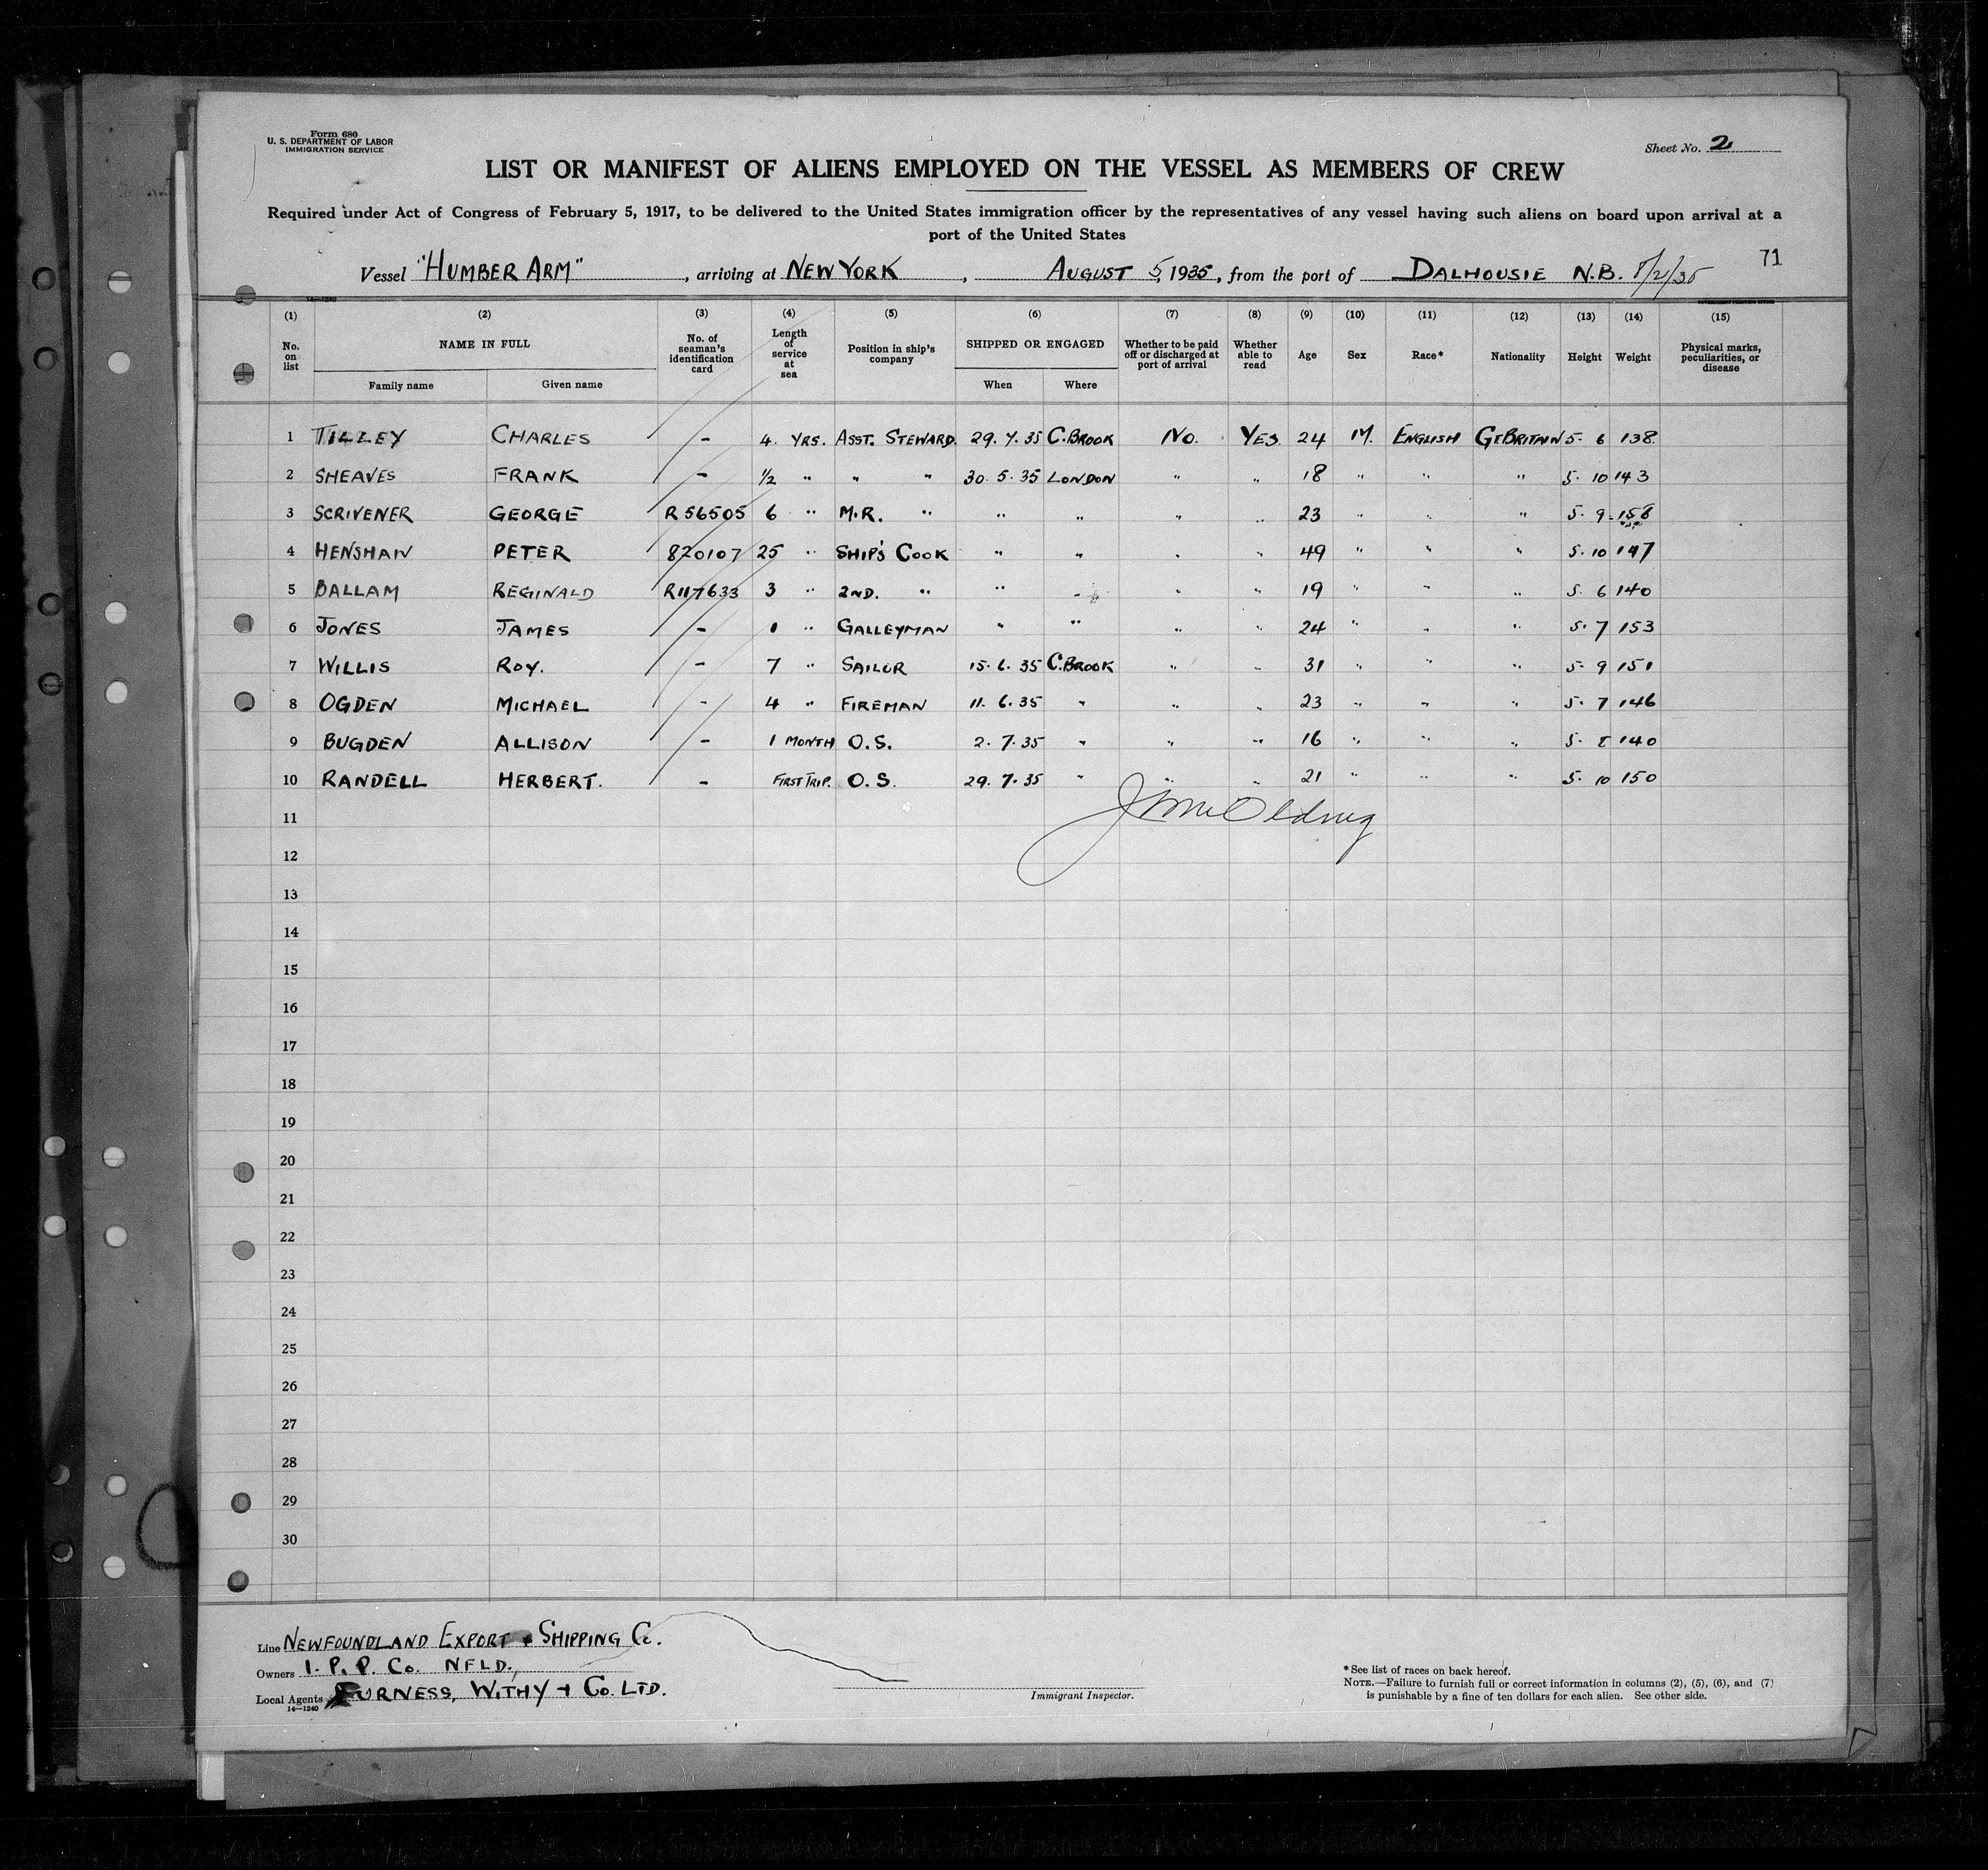 Form 680
U. S. DEPARTMENT OF LABOR
IMMIGRATION SERVICE
Sheet No. 2
LIST OR MANIFEST OF ALIENS EMPLOYED ON THE VESSEL AS MEMBERS OF CREW
Required under Act of Congress of February 5, 1917, to be delivered to the United States immigration officer by the representatives of any vessel having such aliens on board upon arrival at a
port of the United States
71
Vessel "HUMBER ARM", arriving at NEW YORK, AUGUST 5, 1935, from the port of DALHOUSIE N.B. 8/2/35
14—1240
(1) (2) (3) (4) (5) (6) (7) (8) (9) (10) (11) (12) (13) (14) (15)
No. on list NAME IN FULL No. of seaman's identification card Length of service at sea Position in ship's company SHIPPED OR ENGAGED Whether to be paid off or discharged at port of arrival Whether able to read Age Sex Race* Nationality Height Weight Physical marks, peculiarities, or disease
Family name Given name When Where
1 TILLEY CHARLES - 4 YRS. ASST. STEWARD. 29.7.35 C.BROOK NO. YES 24 M. ENGLISH GT BRITAIN 5-6 138
2 SHEAVES FRANK - 1/2 " " " 30.5.35 LONDON " " 18 " " " 5-10 143
3 SCRIVENER GEORGE R 56505 6 " M.R. " " " " " 23 " " " 5-9 158
4 HENSHAW PETER 820107 25 " SHIP'S COOK " " " " 49 " " " 5-10 147
5 BALLAM REGINALD R117633 3 " 2ND. " " " " " 19 " " " 5-6 140
6 JONES JAMES - 1 " GALLEYMAN " " " " 24 " " " 5-7 153
7 WILLIS ROY. - 7 " SAILOR 15.6.35 C.BROOK " " 31 " " " 5-9 151
8 OGDEN MICHAEL - 4 " FIREMAN 11.6.35 " " " 23 " " " 5-7 146
9 BUGDEN ALLISON - 1 MONTH O.S. 2.7.35 " " " 16 " " " 5-8 140
10 RANDELL HERBERT. - FIRST TRIP. O.S. 29.7.35 " " " 21 " " " 5-10 150
11
12
13
14
15
16
17
18
19
20
21
22
23
24
25
26
27
28
29
30
Line NEWFOUNDLAND EXPORT & SHIPPING Co.
Owners I. P. P. Co. NFLD.,
Local Agents FURNESS, WITHY + Co. LTD.
14—1240
Immigrant Inspector.
*See list of races on back hereof.
NOTE.—Failure to furnish full or correct information in columns (2), (5), (6), and (7)
is punishable by a fine of ten dollars for each alien. See other side.